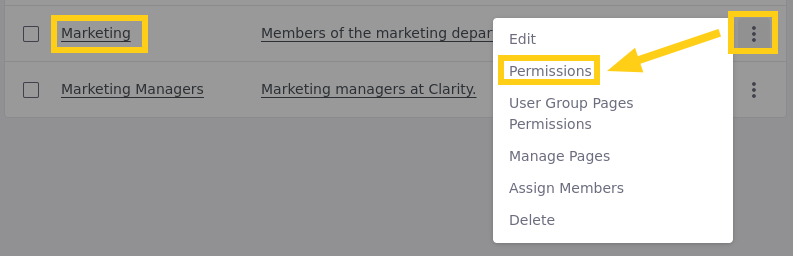 Marketing
Members of the marketing depar
Marketing Managers
Marketing managers at Clarity.
Edit
Permissions
User Group Pages
Permissions
Manage Pages
Assign Members
Delete